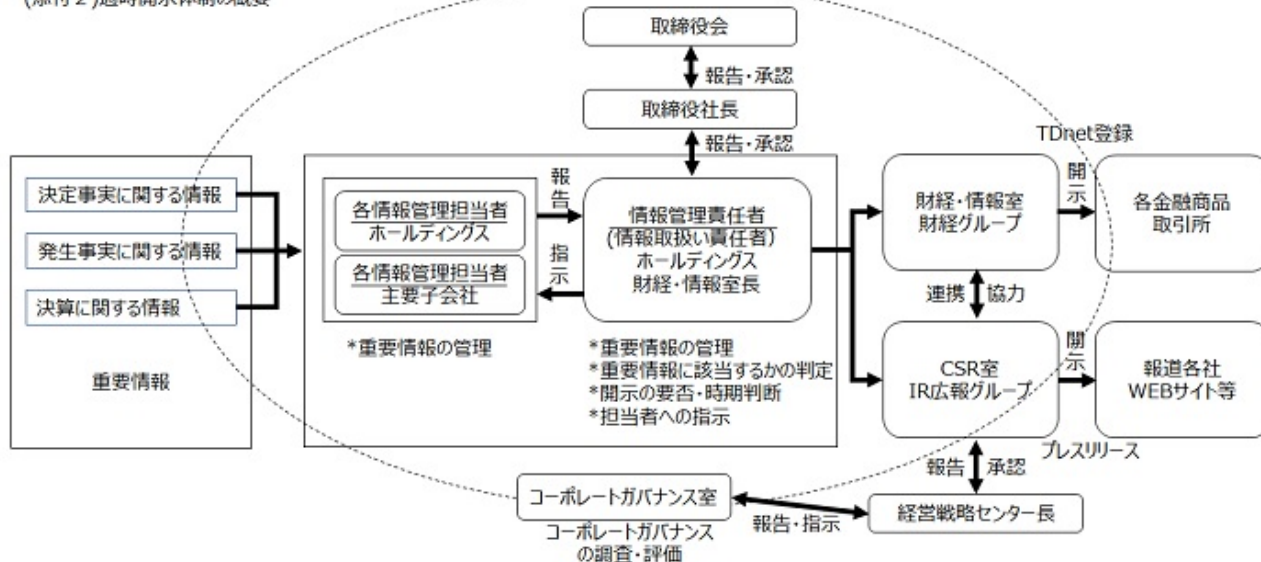 (添付2)適時開示体制の概要
取締役会
報告・承認
取締役社長
報告・承認
TDnet登録
決定事実に関する情報
発生事実に関する情報
決算に関する情報
重要情報
各情報管理担当者
ホールディングス
各情報管理担当者
主要子会社
*重要情報の管理
報告
指示
情報管理責任者
(情報取扱い責任者)
ホールディングス
財経・情報室長
*重要情報の管理
*重要情報に該当するかの判定
*開示の要否・時期判断
*担当者への指示
財経・情報室
財経グループ
開示
各金融商品
取引所
連携 協力
CSR室
IR広報グループ
開示
報道各社
WEBサイト等
プレスリリース
報告 承認
コーポレートガバナンス室
コーポレートガバナンス
の調査・評価
報告・指示
経営戦略センター長